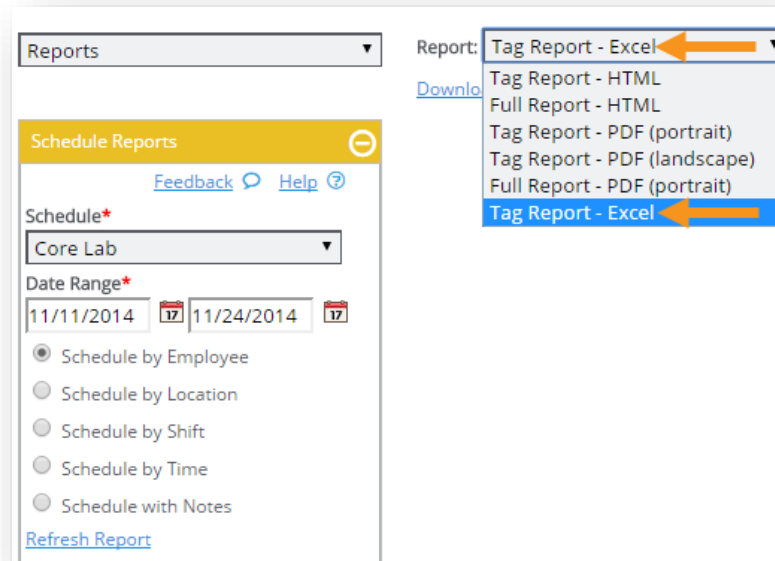 Reports
Report: Tag Report - Excel
Tag Report - HTML
Full Report - HTML
Tag Report - PDF (portrait)
Tag Report - PDF (landscape)
Full Report - PDF (portrait)
Tag Report - Excel
Schedule Reports
Feedback Help
Schedule*
Core Lab
Date Range*
11/11/2014 17 11/24/2014 17
Schedule by Employee
Schedule by Location
Schedule by Shift
Schedule by Time
Schedule with Notes
Refresh Report